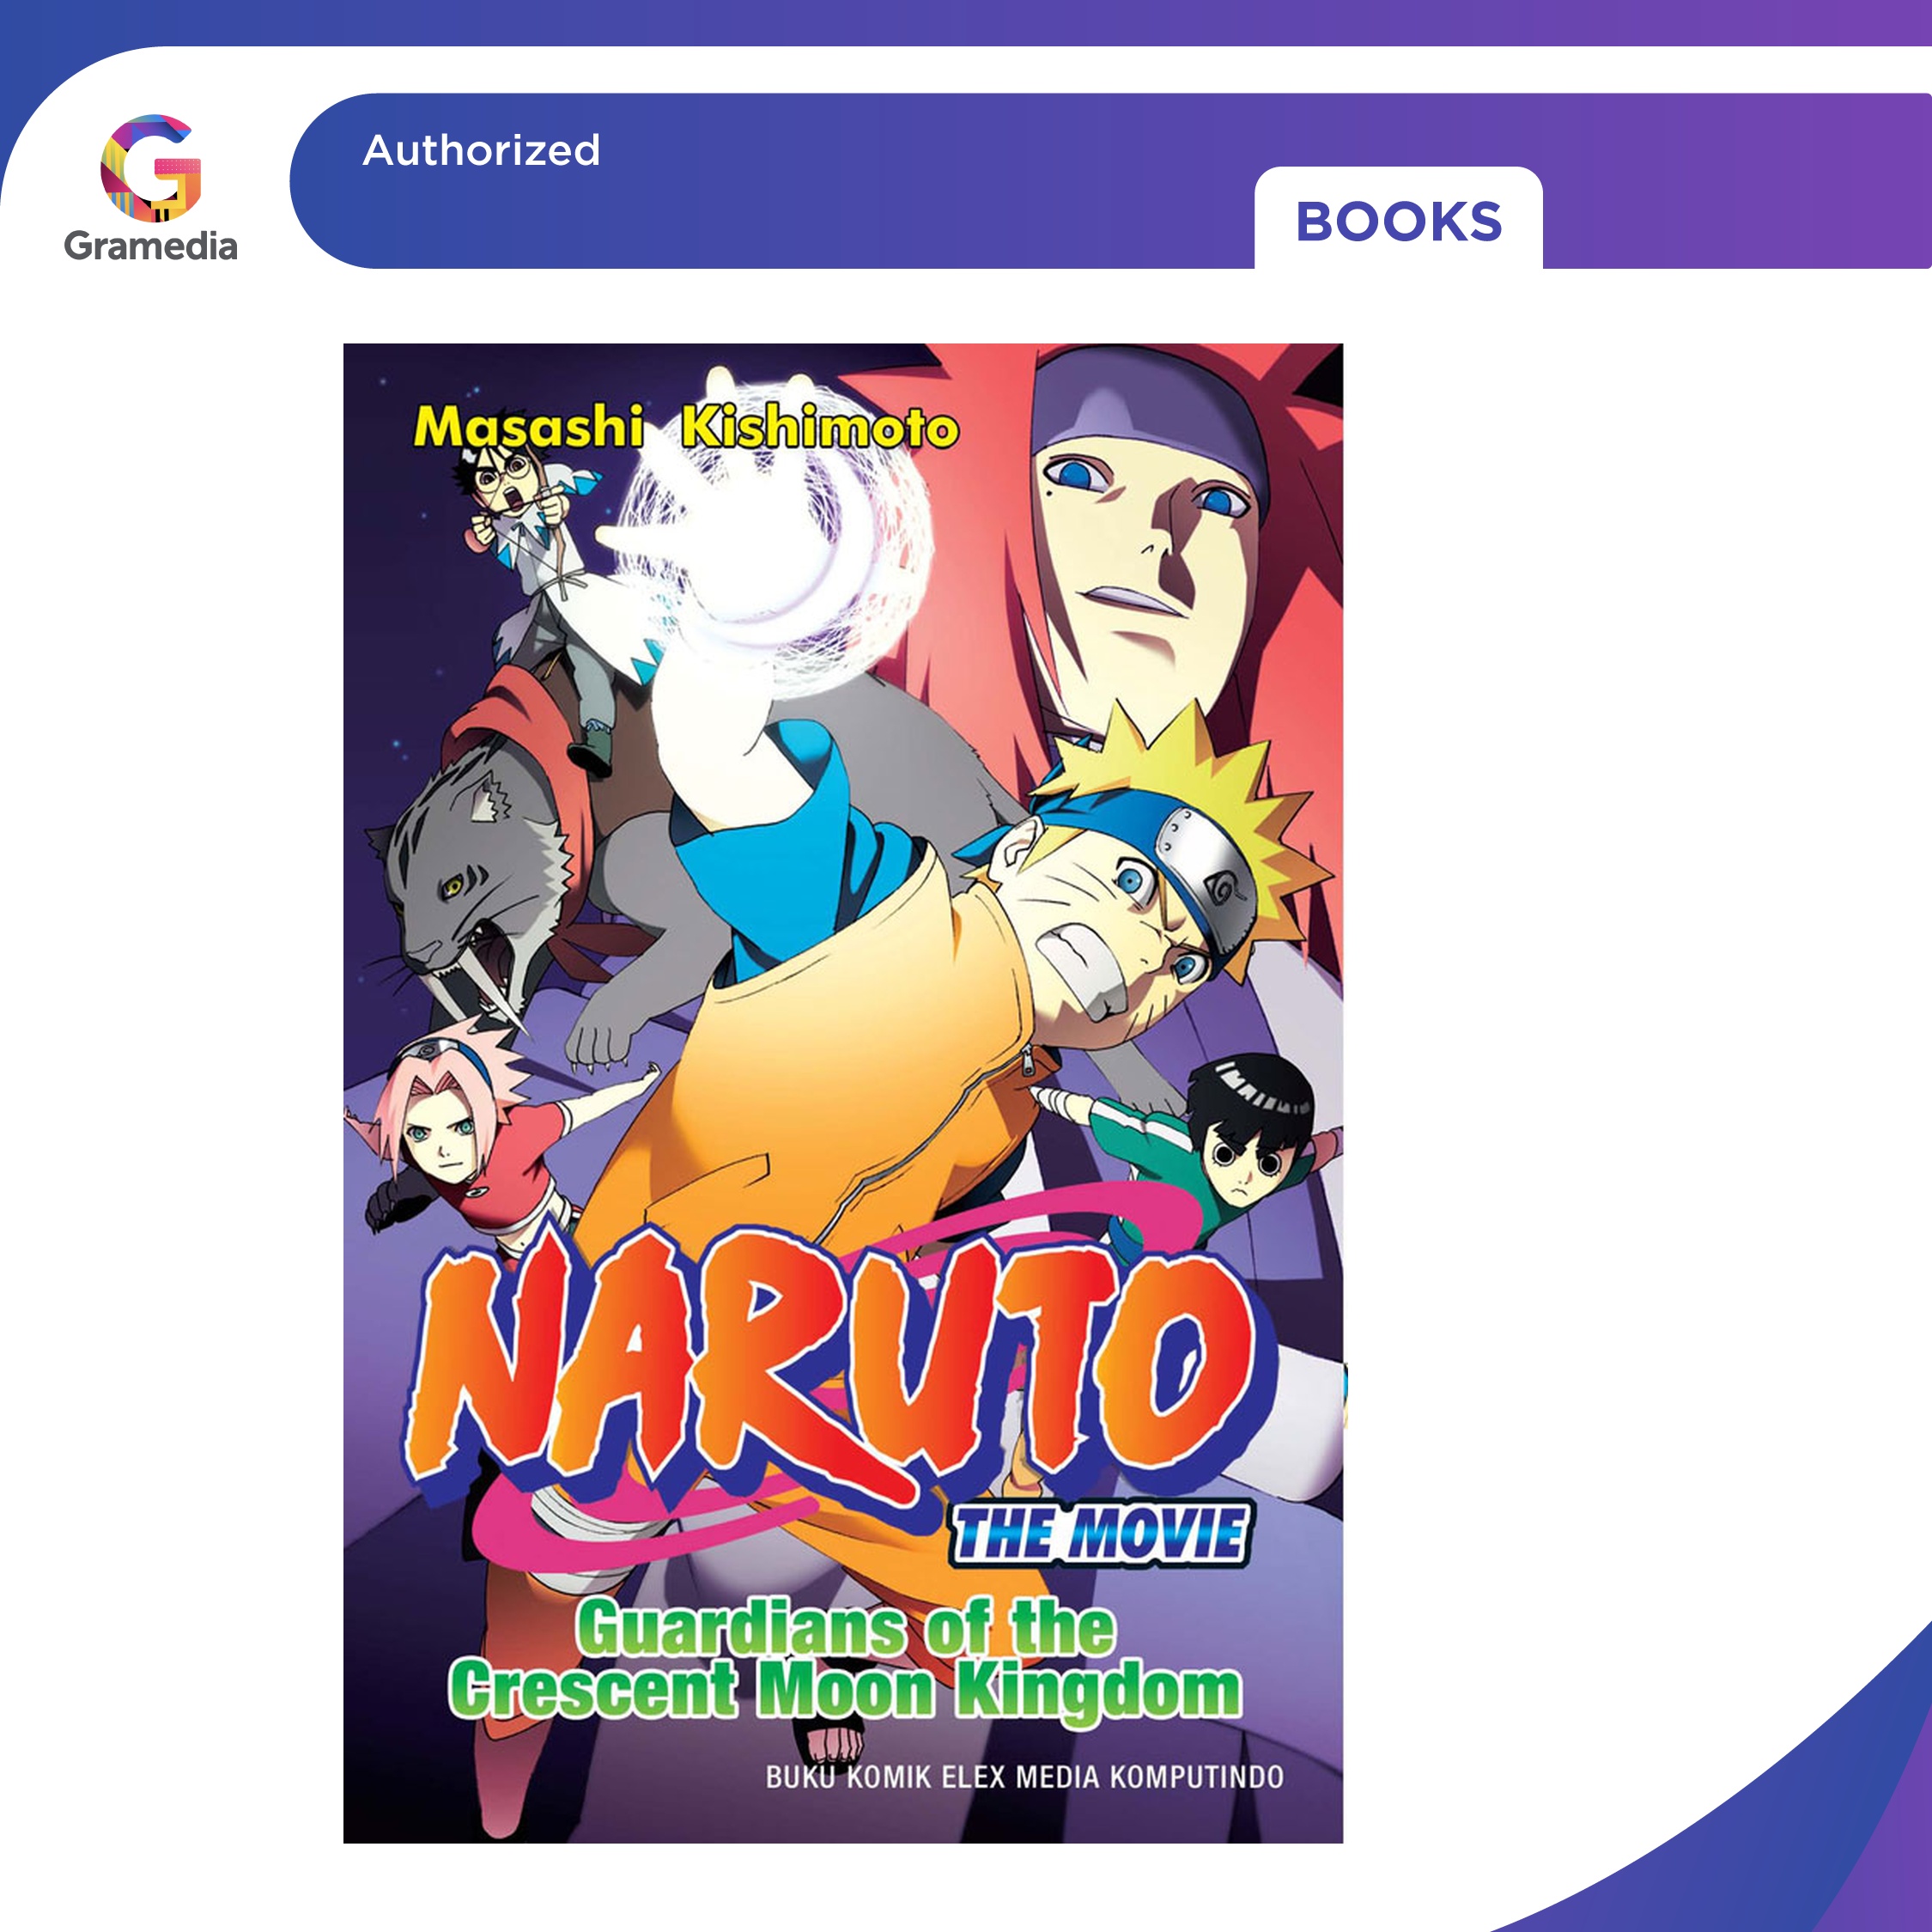 Authorized
Gramedia
BOOKS
Masashi Kishimoto
NARUTO
THE MOVIE
Guardians of the
Crescent Moon Kingdom
BUKU KOMIK ELEX MEDIA KOMPUTINDO